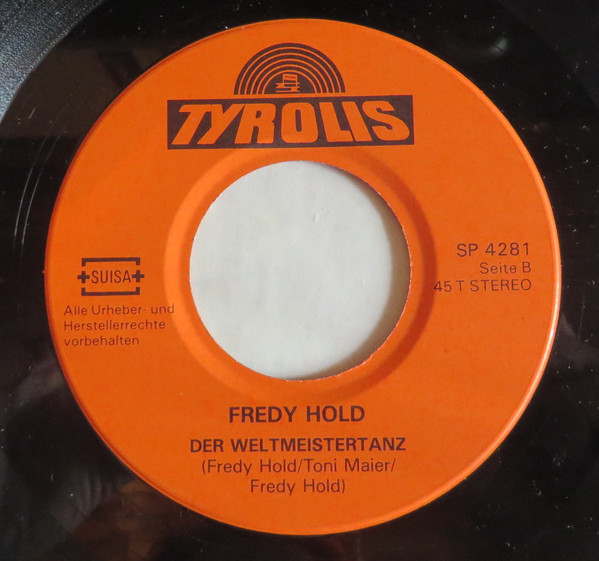 TYROLIS
SP 4281
Seite B
45 T STEREO
SUISA
Alle Urheber- und
Herstellerrechte
vorbehalten
FREDY HOLD
DER WELTMEISTERTANZ
(Fredy Hold/Toni Maier/
Fredy Hold)